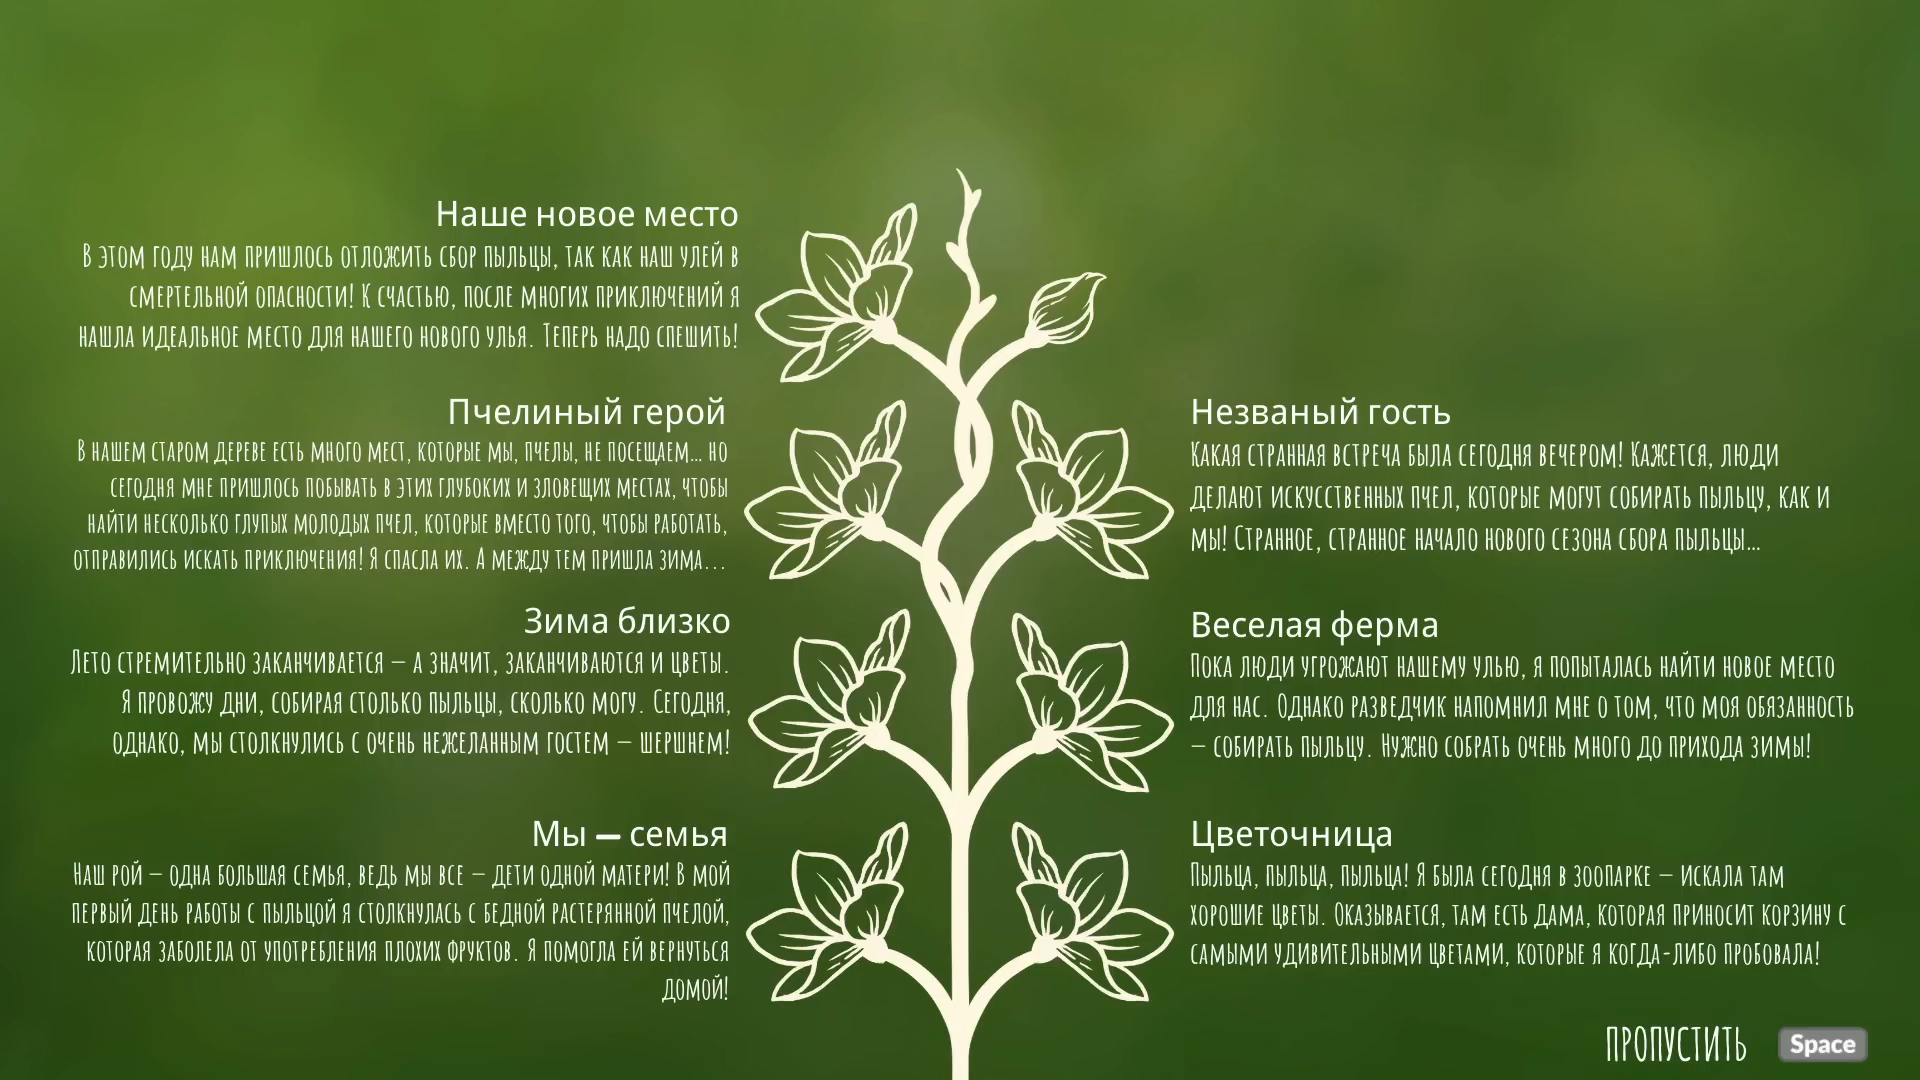 Наше новое место
В этом году нам пришлось отложить сбор пыльцы, так как наш улей в
смертельной опасности! К счастью, после многих приключений я
нашла идеальное место для нашего нового улья. Теперь надо спешить!
Пчелиный герой
В нашем старом дереве есть много мест, которые мы, пчелы, не посещаем... но
сегодня мне пришлось побывать в этих глубоких и зловещих местах, чтобы
найти несколько глупых молодых пчел, которые вместо того, чтобы работать,
отправились искать приключения! Я спасла их. А между тем пришла зима...
Зима близко
Лето стремительно заканчивается – а значит, заканчиваются и цветы.
Я провожу дни, собирая столько пыльцы, сколько могу. Сегодня,
однако, мы столкнулись с очень нежеланным гостем – шершнем!
Мы — семья
Наш рой – одна большая семья, ведь мы все – дети одной матери! В мой
первый день работы с пыльцой я столкнулась с бедной растерянной пчелой,
которая заболела от употребления плохих фруктов. Я помогла ей вернуться
домой!
Незваный гость
Какая странная встреча была сегодня вечером! Кажется, люди
делают искусственных пчел, которые могут собирать пыльцу, как и
мы! Странное, странное начало нового сезона сбора пыльцы...
Веселая ферма
Пока люди угрожают нашему улью, я попыталась найти новое место
для нас. Однако разведчик напомнил мне о том, что моя обязанность
– собирать пыльцу. Нужно собрать очень много до прихода зимы!
Цветочница
Пыльца, пыльца, пыльца! Я была сегодня в зоопарке – искала там
хорошие цветы. Оказывается, там есть дама, которая приносит корзину с
самыми удивительными цветами, которые я когда-либо пробовала!
Пропустить Space